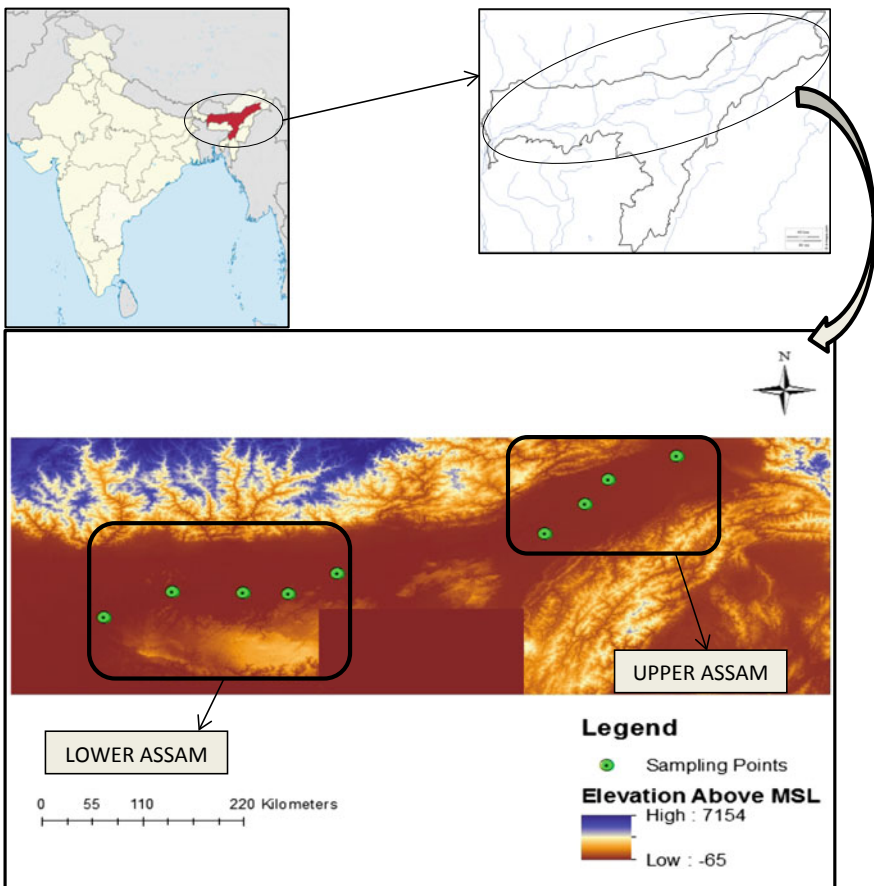 N
UPPER ASSAM
LOWER ASSAM
Legend
Sampling Points
Elevation Above MSL
High : 7154
Low : -65
0 55 110 220 Kilometers